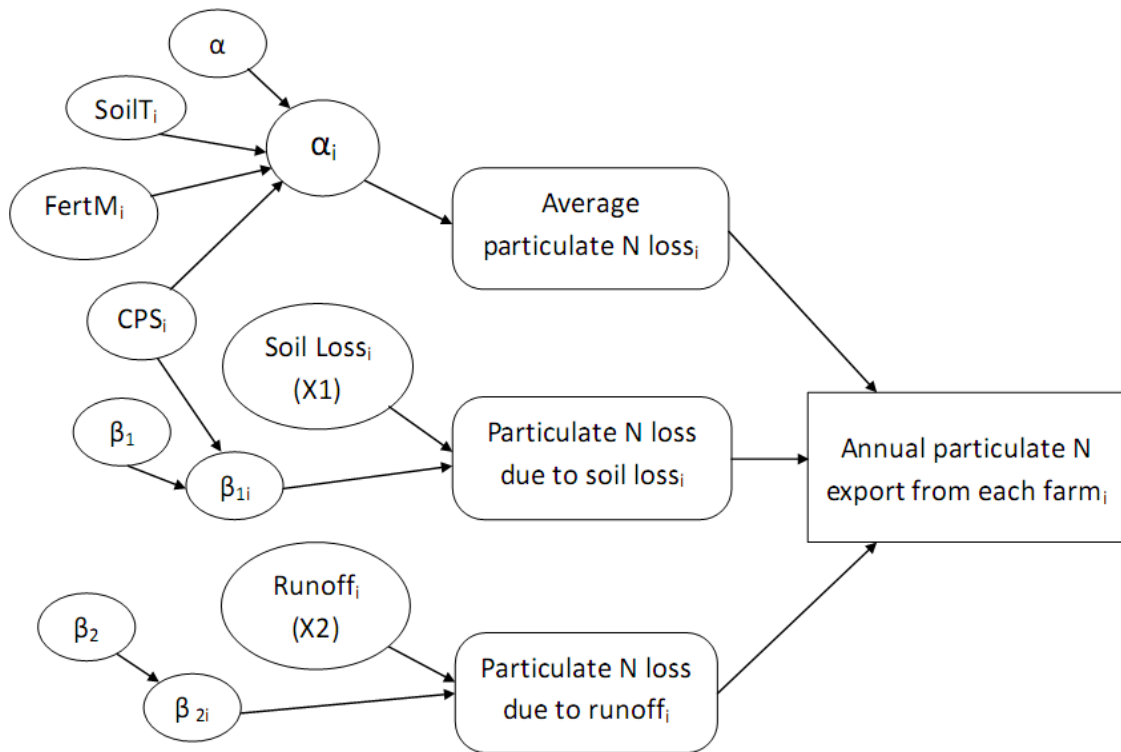 α
SoilTᵢ
αᵢ
FertMᵢ
Average
particulate N lossᵢ
CPSᵢ
Soil Lossᵢ
(X1)
β₁
β₁ᵢ
Particulate N loss
due to soil lossᵢ
Annual particulate N
export from each farmᵢ
Runoffᵢ
(X2)
β₂
β ₂ᵢ
Particulate N loss
due to runoffᵢ